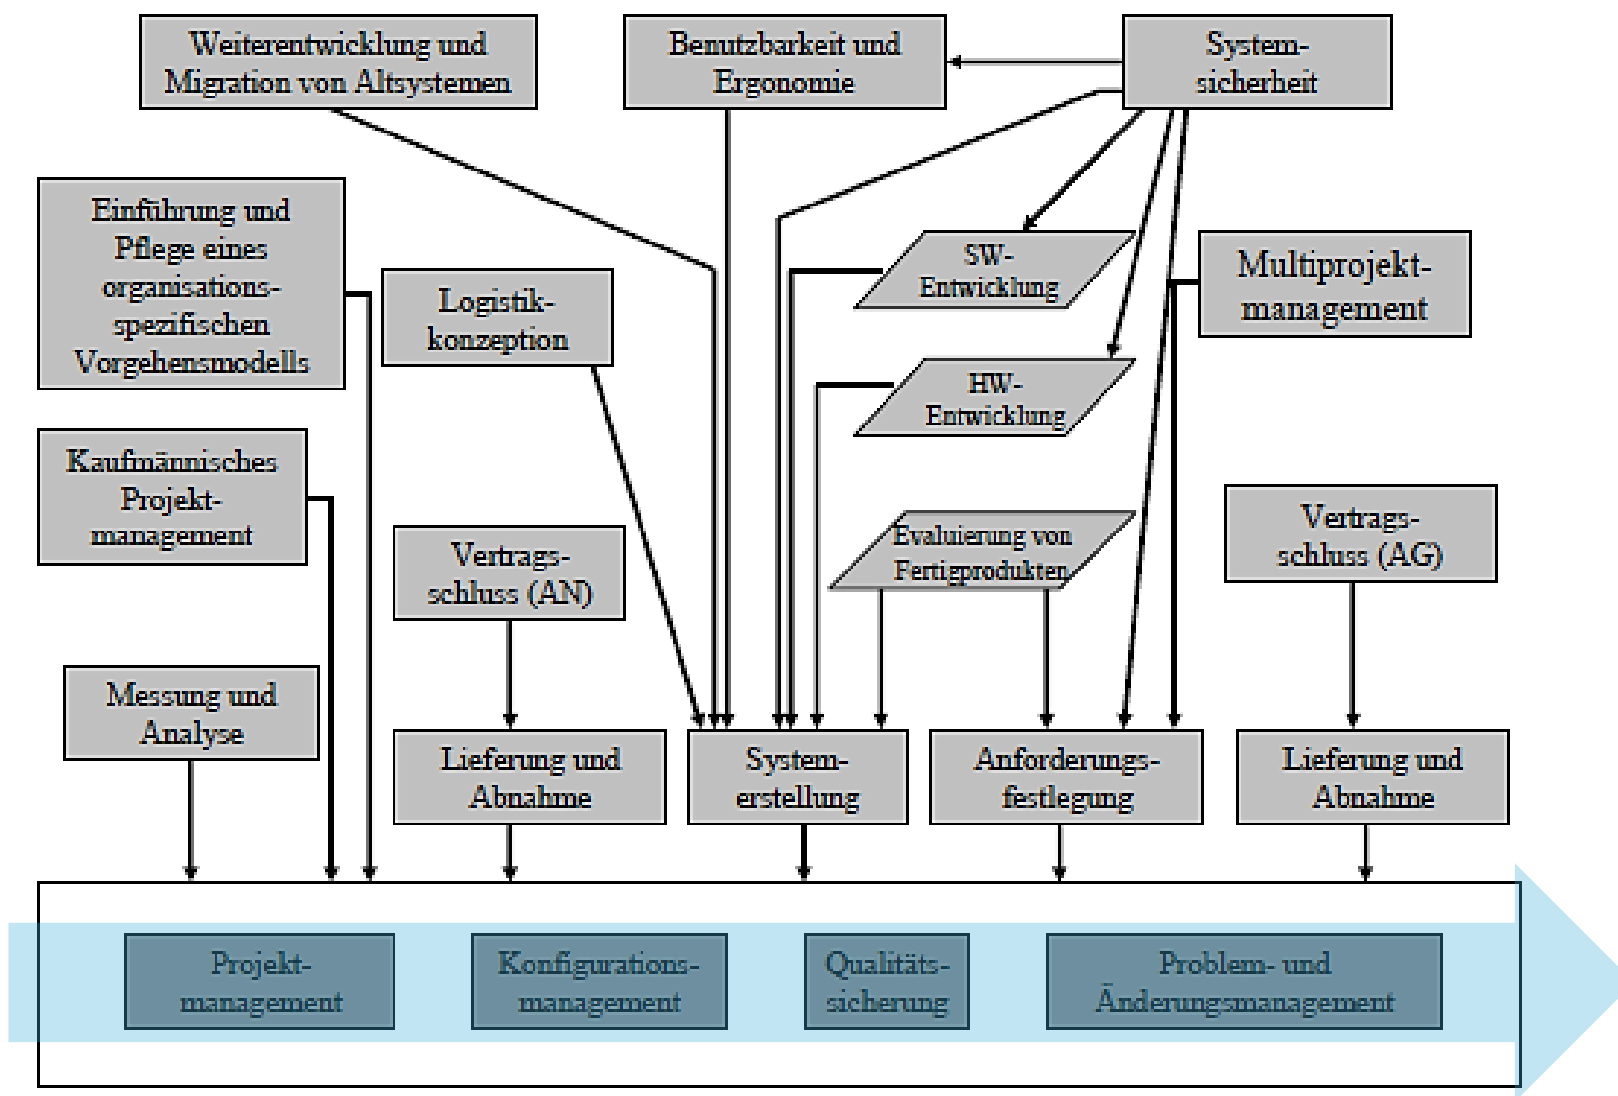 Weiterentwicklung und
Migration von Altsystemen
Benutzbarkeit und
Ergonomie
System-
sicherheit
Einführung und
Pflege eines
organisations-
spezifischen
Vorgehensmodells
Logistik-
konzeption
SW-
Entwicklung
Multiprojekt-
management
HW-
Entwicklung
Kaufmännisches
Projekt-
management
Vertrags-
schluss (AN)
Evaluierung von
Fertigprodukten
Vertrags-
schluss (AG)
Messung und
Analyse
Lieferung und
Abnahme
System-
erstellung
Anforderungs-
festlegung
Lieferung und
Abnahme
Projekt-
management
Konfigurations-
management
Qualitäts-
sicherung
Problem- und
Änderungsmanagement